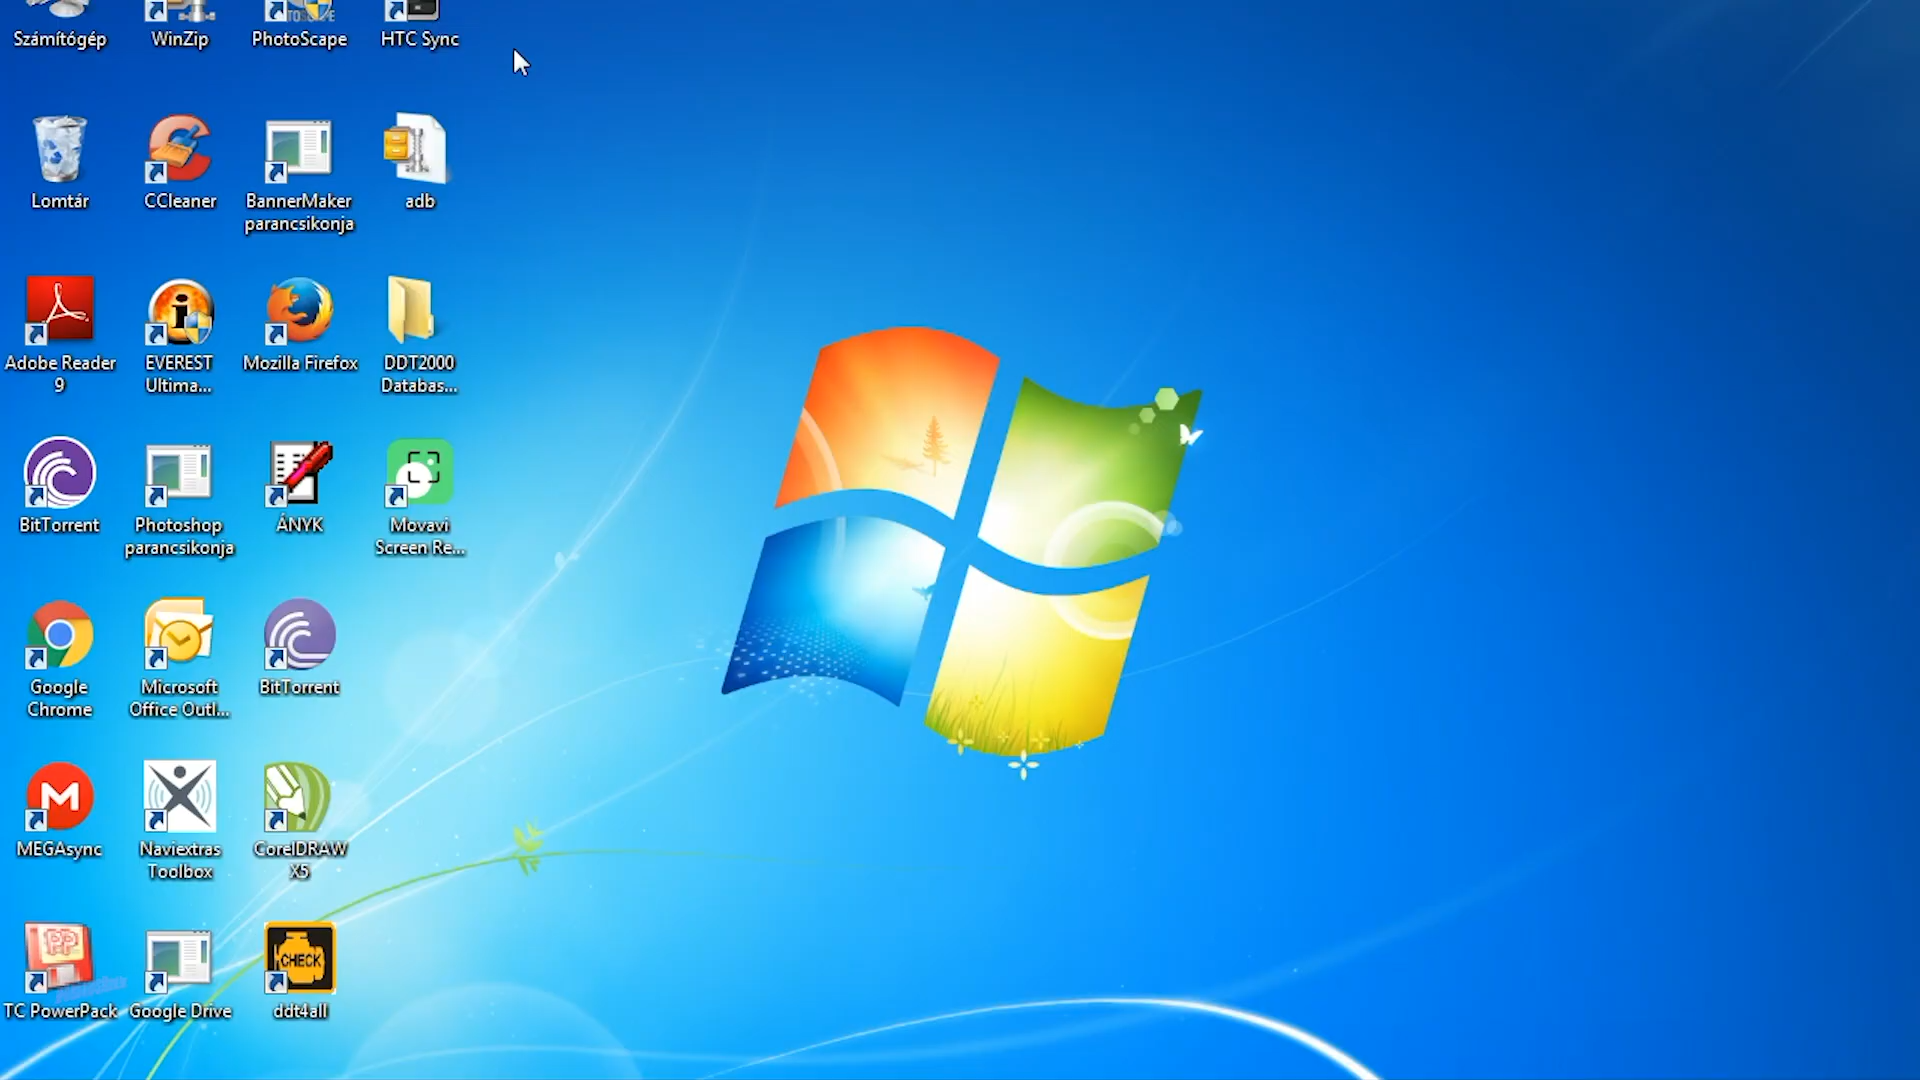 Számítógép
WinZip
PhotoScape
HTC Sync
Lomtár
CCleaner
BannerMaker
parancsikonja
adb
Adobe Reader
9
EVEREST
Ultima...
Mozilla Firefox
DDT2000
Databas...
BitTorrent
Photoshop
parancsikonja
ÁNYK
Movavi
Screen Re...
Google
Chrome
Microsoft
Office Outl...
BitTorrent
MEGAsync
Naviextras
Toolbox
CorelDRAW
X5
PP
TC PowerPack
Google Drive
CHECK
ddt4all